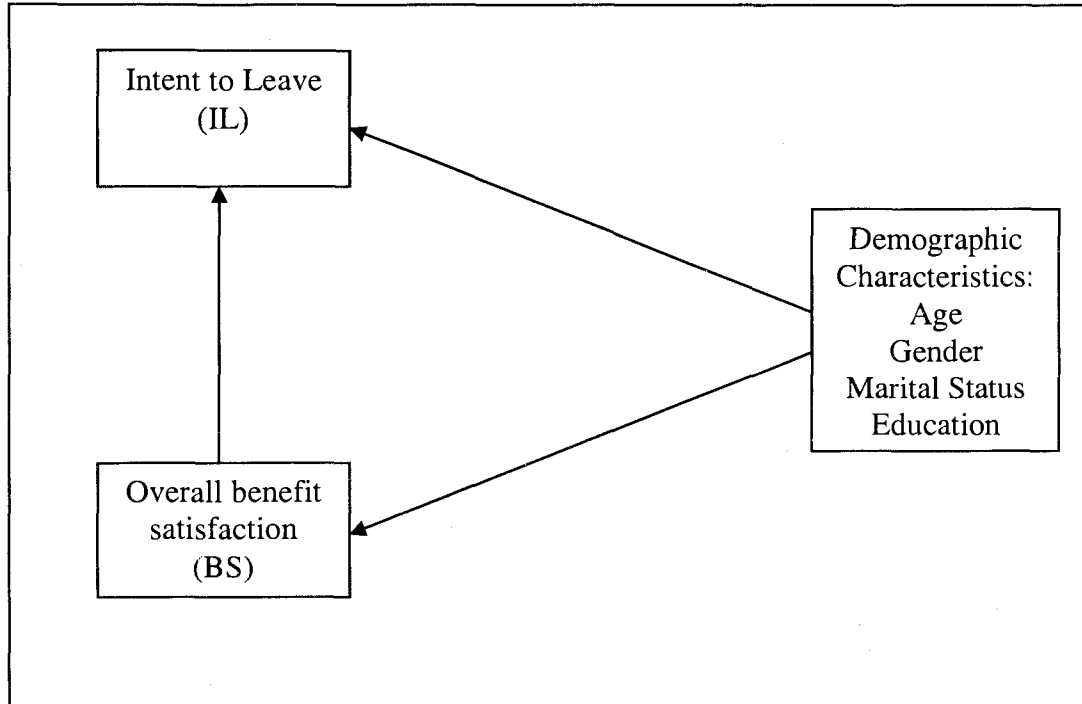 Intent to Leave
(IL)
Demographic
Characteristics:
Age
Gender
Marital Status
Education
Overall benefit
satisfaction
(BS)